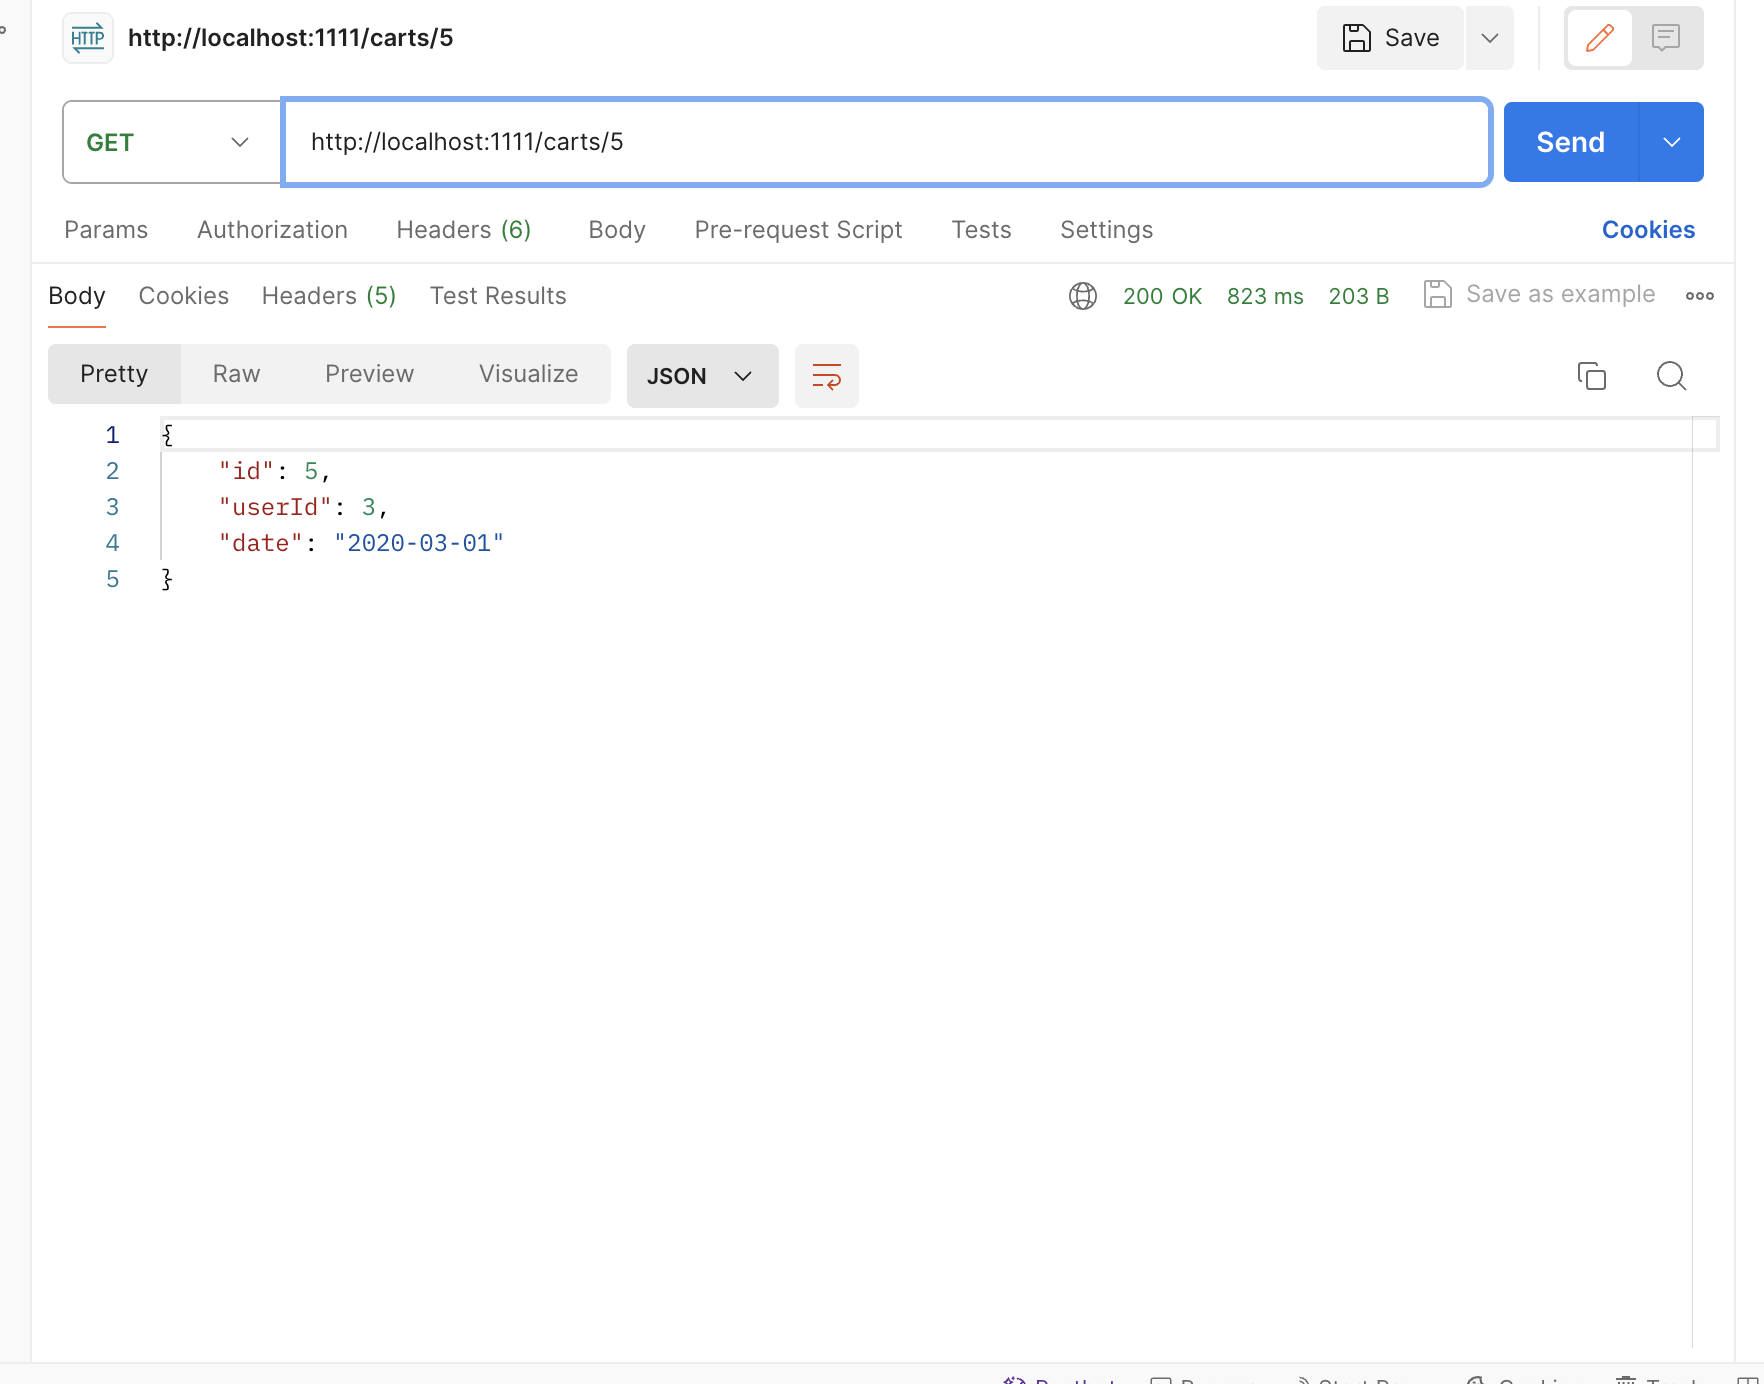 HTTP http://localhost:1111/carts/5 Save
GET http://localhost:1111/carts/5 Send
Params Authorization Headers (6) Body Pre-request Script Tests Settings Cookies
Body Cookies Headers (5) Test Results 200 OK 823 ms 203 B Save as example
Pretty Raw Preview Visualize JSON
1 {
2 "id": 5,
3 "userId": 3,
4 "date": "2020-03-01"
5 }